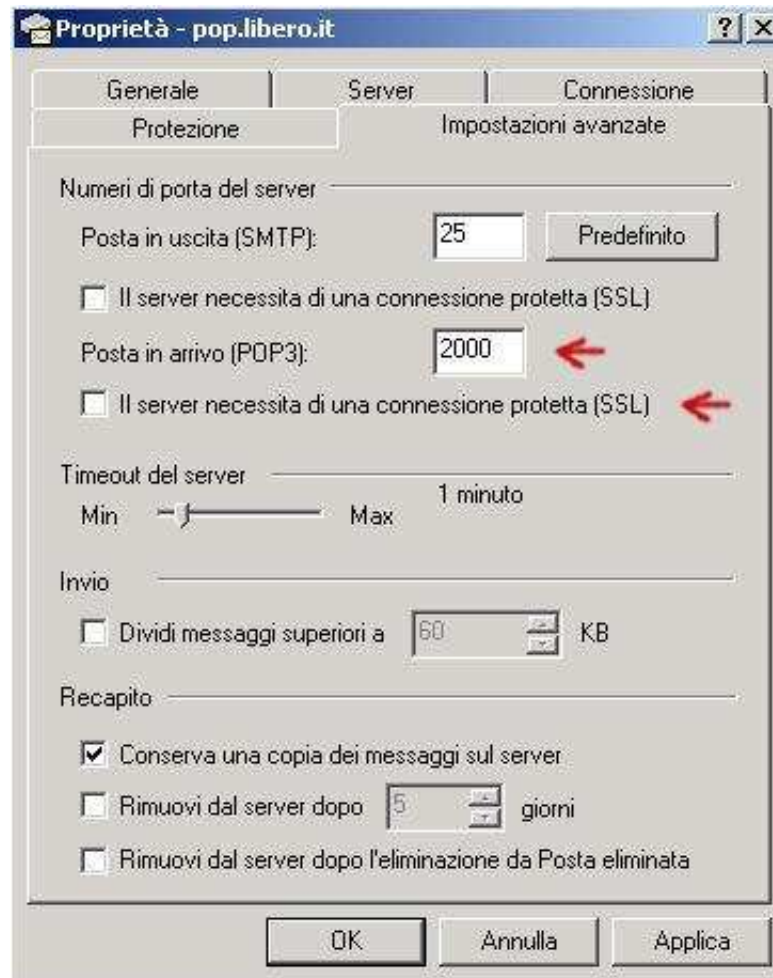 Proprietà - pop.libero.it
Generale Server Connessione
Protezione Impostazioni avanzate
Numeri di porta del server
Posta in uscita (SMTP): 25 Predefinito
Il server necessita di una connessione protetta (SSL)
Posta in arrivo (POP3): 2000
Il server necessita di una connessione protetta (SSL)
Timeout del server
Min Max 1 minuto
Invio
Dividi messaggi superiori a 60 KB
Recapito
Conserva una copia dei messaggi sul server
Rimuovi dal server dopo 5 giorni
Rimuovi dal server dopo l'eliminazione da Posta eliminata
OK Annulla Applica